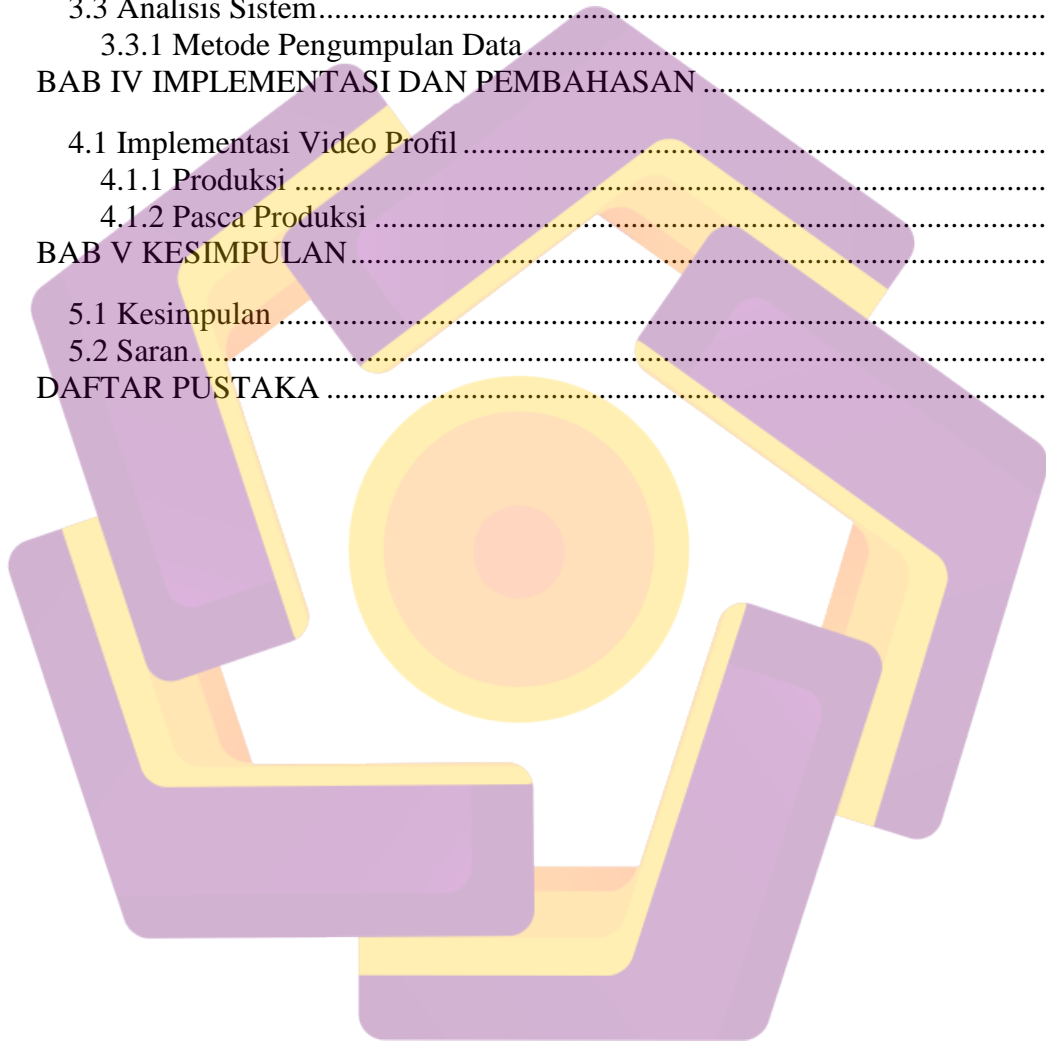 3.3 Analisis Sistem....................................................................................................
3.3.1 Metode Pengumpulan Data.......................................................................
BAB IV IMPLEMENTASI DAN PEMBAHASAN ...............................................
4.1 Implementasi Video Profil ...............................................................................
4.1.1 Produksi ....................................................................................................
4.1.2 Pasca Produksi ..........................................................................................
BAB V KESIMPULAN.............................................................................................
5.1 Kesimpulan .......................................................................................................
5.2 Saran..................................................................................................................
DAFTAR PUSTAKA ................................................................................................